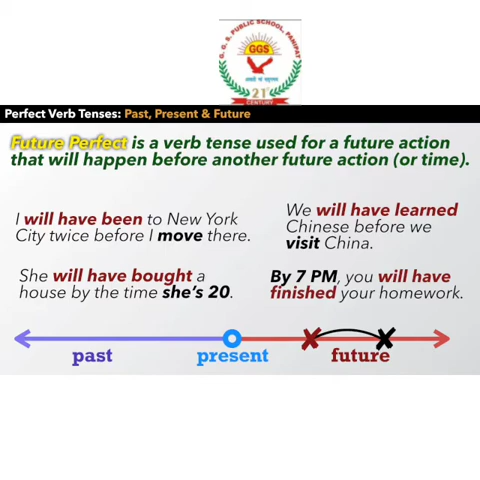 G. G. S. PUBLIC SCHOOL, PANIPAT
GGS
21st
CENTURY
Perfect Verb Tenses: Past, Present & Future
Future Perfect is a verb tense used for a future action
that will happen before another future action (or time).
I will have been to New York
City twice before I move there.
We will have learned
Chinese before we
visit China.
She will have bought a
house by the time she's 20.
By 7 PM, you will have
finished your homework.
past
present
future